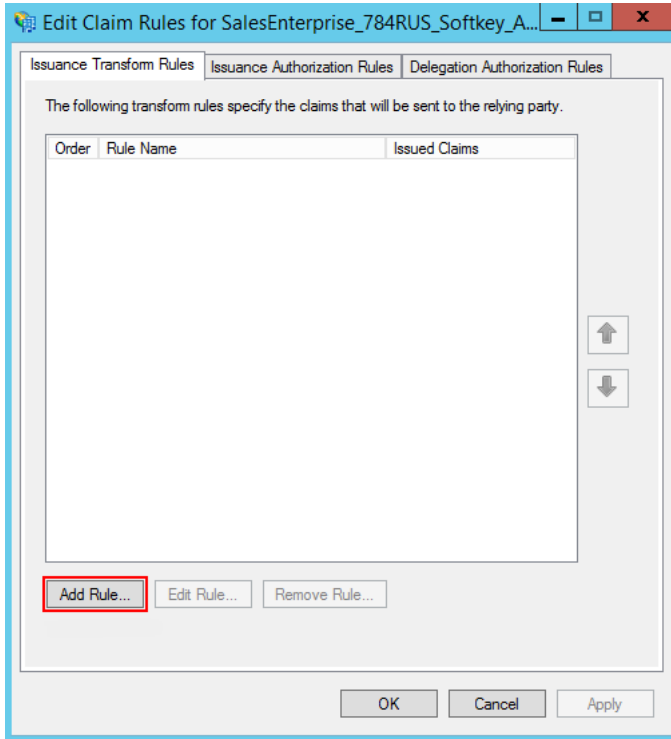 Edit Claim Rules for SalesEnterprise_784RUS_Softkey_A...
Issuance Transform Rules Issuance Authorization Rules Delegation Authorization Rules
The following transform rules specify the claims that will be sent to the relying party.
Order Rule Name Issued Claims
Add Rule... Edit Rule... Remove Rule...
OK Cancel Apply